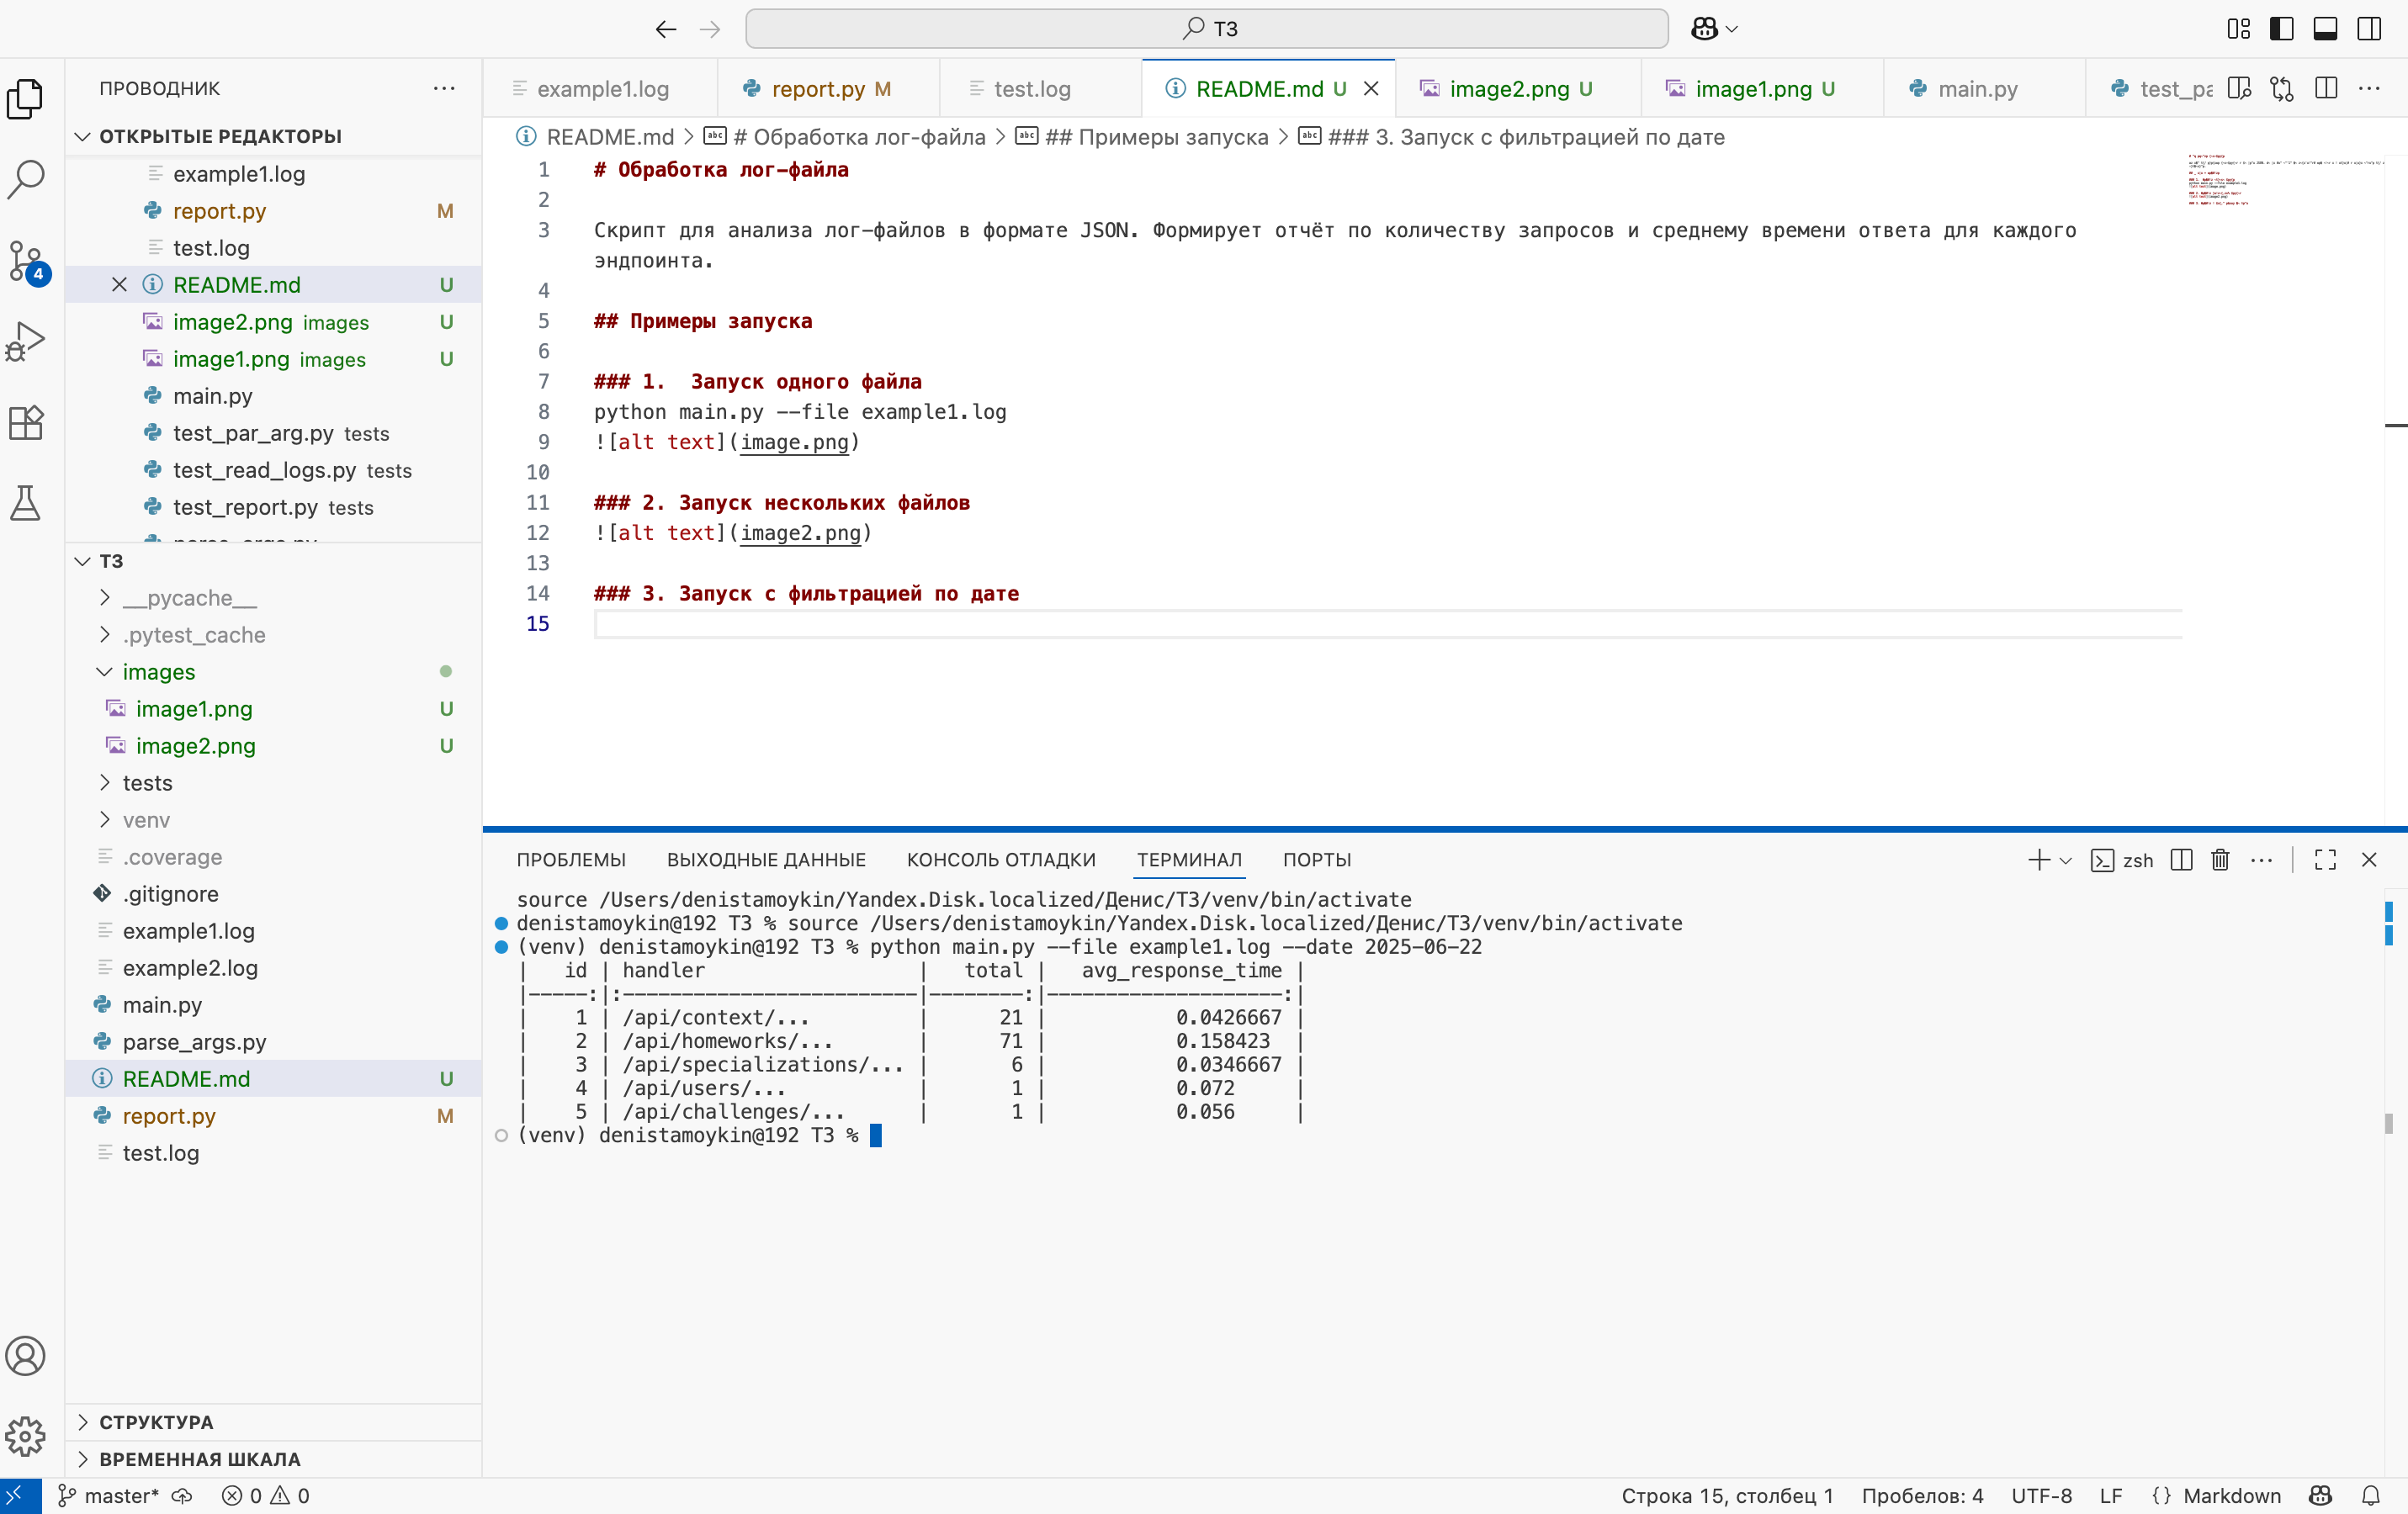 ТЗ
ПРОВОДНИК
ОТКРЫТЫЕ РЕДАКТОРЫ
example1.log
report.py M
test.log
README.md U
image2.png images U
image1.png images U
main.py
test_par_arg.py tests
test_read_logs.py tests
test_report.py tests
parse_args.py
ТЗ
__pycache__
.pytest_cache
images
image1.png U
image2.png U
tests
venv
.coverage
.gitignore
example1.log
example2.log
main.py
parse_args.py
README.md U
report.py M
test.log
СТРУКТУРА
ВРЕМЕННАЯ ШКАЛА
4
example1.log report.py M test.log README.md U image2.png U image1.png U main.py test_pa
README.md > # Обработка лог-файла > ## Примеры запуска > ### 3. Запуск с фильтрацией по дате
1 # Обработка лог-файла
2
3 Скрипт для анализа лог-файлов в формате JSON. Формирует отчёт по количеству запросов и среднему времени ответа для каждого
эндпоинта.
4
5 ## Примеры запуска
6
7 ### 1.  Запуск одного файла
8 python main.py --file example1.log
9 ![alt text](image.png)
10
11 ### 2. Запуск нескольких файлов
12 ![alt text](image2.png)
13
14 ### 3. Запуск с фильтрацией по дате
15
ПРОБЛЕМЫ ВЫХОДНЫЕ ДАННЫЕ КОНСОЛЬ ОТЛАДКИ ТЕРМИНАЛ ПОРТЫ zsh
source /Users/denistamoykin/Yandex.Disk.localized/Денис/ТЗ/venv/bin/activate
denistamoykin@192 ТЗ % source /Users/denistamoykin/Yandex.Disk.localized/Денис/ТЗ/venv/bin/activate
(venv) denistamoykin@192 ТЗ % python main.py --file example1.log --date 2025-06-22
|   id | handler                  |   total |   avg_response_time |
|-----:|:-------------------------|--------:|--------------------:|
|    1 | /api/context/...         |      21 |           0.0426667 |
|    2 | /api/homeworks/...       |      71 |           0.158423  |
|    3 | /api/specializations/... |       6 |           0.0346667 |
|    4 | /api/users/...           |       1 |           0.072     |
|    5 | /api/challenges/...      |       1 |           0.056     |
(venv) denistamoykin@192 ТЗ %
master* 0 0 Строка 15, столбец 1 Пробелов: 4 UTF-8 LF {} Markdown